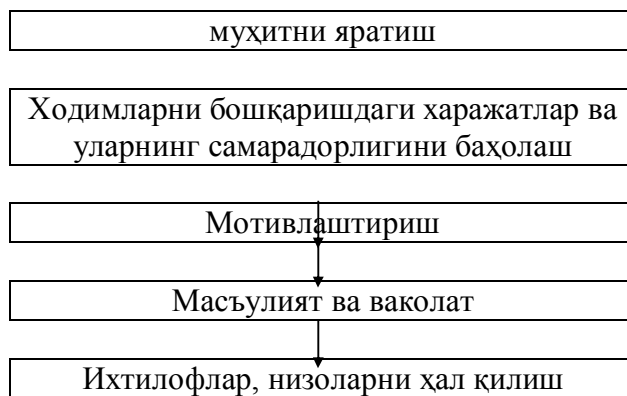 муҳитни яратиш
Ходимларни бошқаришдаги харажатлар ва
уларнинг самарадорлигини баҳолаш
Мотивлаштириш
Масъулият ва ваколат
Ихтилофлар, низоларни ҳал қилиш